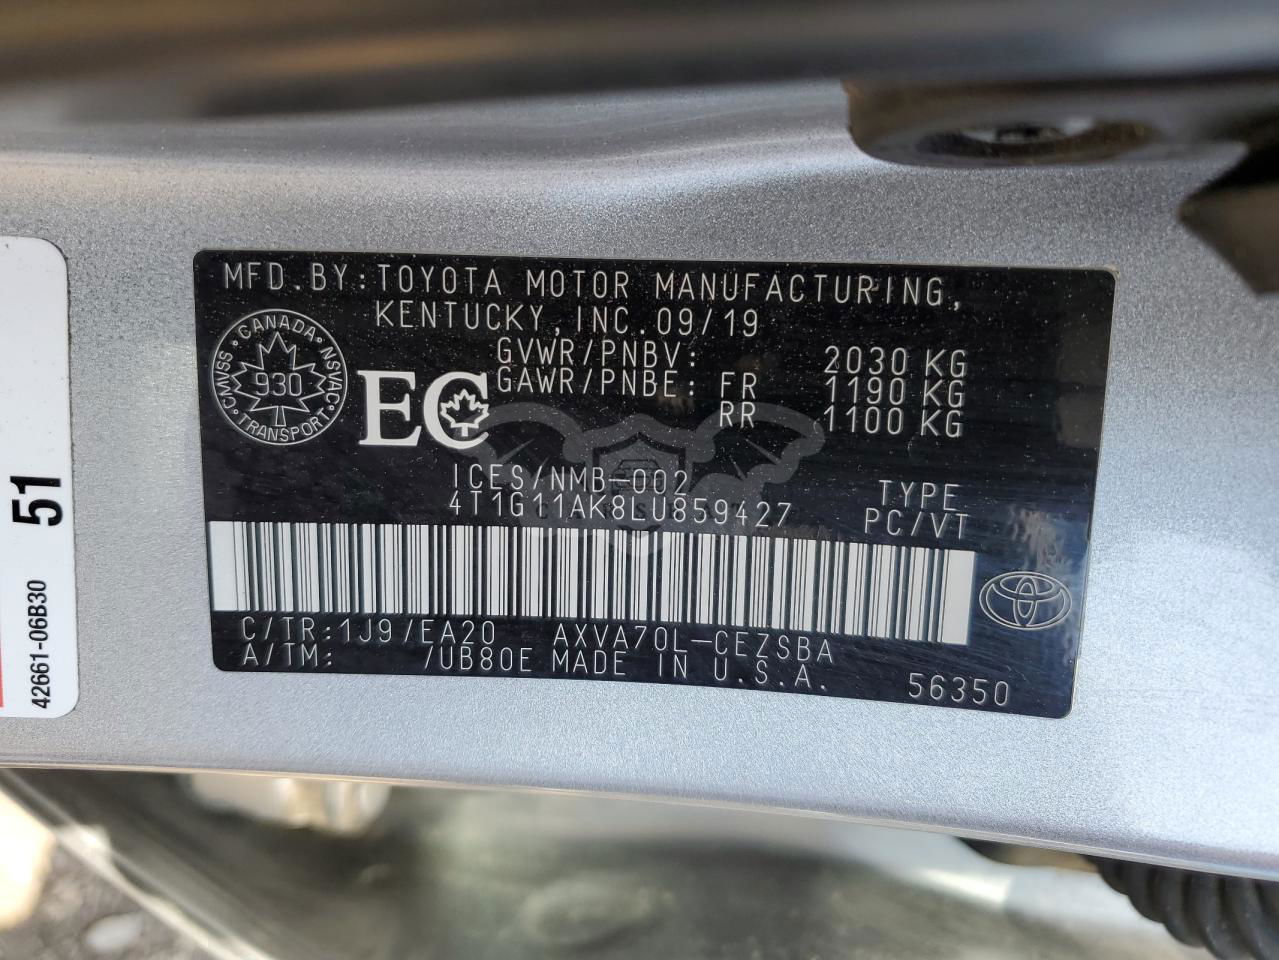 MFD.BY:TOYOTA MOTOR MANUFACTURING,
KENTUCKY,INC.09/19
GVWR/PNBV: 2030 KG
GAWR/PNBE: FR 1190 KG
RR 1100 KG
CANADA
NSVAC
TRANSPORT
CMVSS
930
EC
ICES/NMB-002
4T1G11AK8LU859427
TYPE
PC/VT
C/TR:1J9/EA20 AXVA70L-CEZSBA
A/TM: /UB80E MADE IN U.S.A.
56350
51
42661-06B30